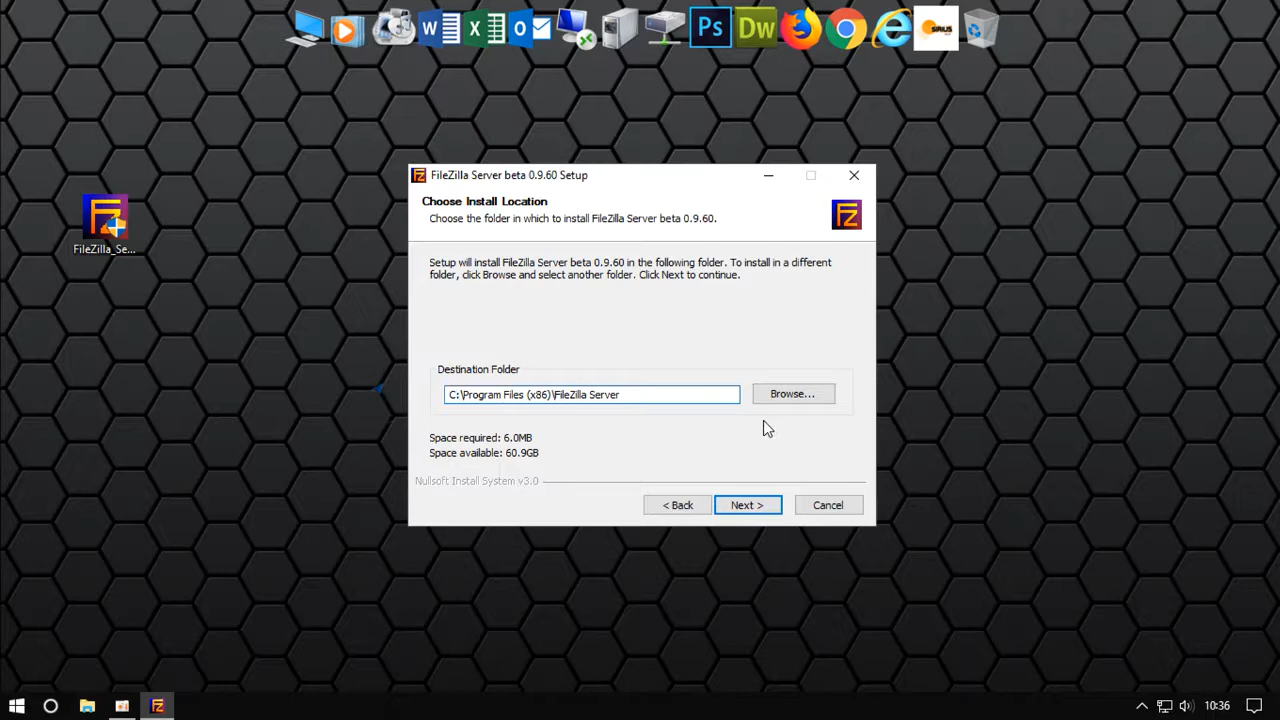 W
X
O
Ps
Dw
SIRIUS
FileZilla_Se...
FileZilla Server beta 0.9.60 Setup
Choose Install Location
Choose the folder in which to install FileZilla Server beta 0.9.60.
Setup will install FileZilla Server beta 0.9.60 in the following folder. To install in a different
folder, click Browse and select another folder. Click Next to continue.
Destination Folder
C:\Program Files (x86)\FileZilla Server
Browse...
Space required: 6.0MB
Space available: 60.9GB
Nullsoft Install System v3.0
< Back
Next >
Cancel
10:36